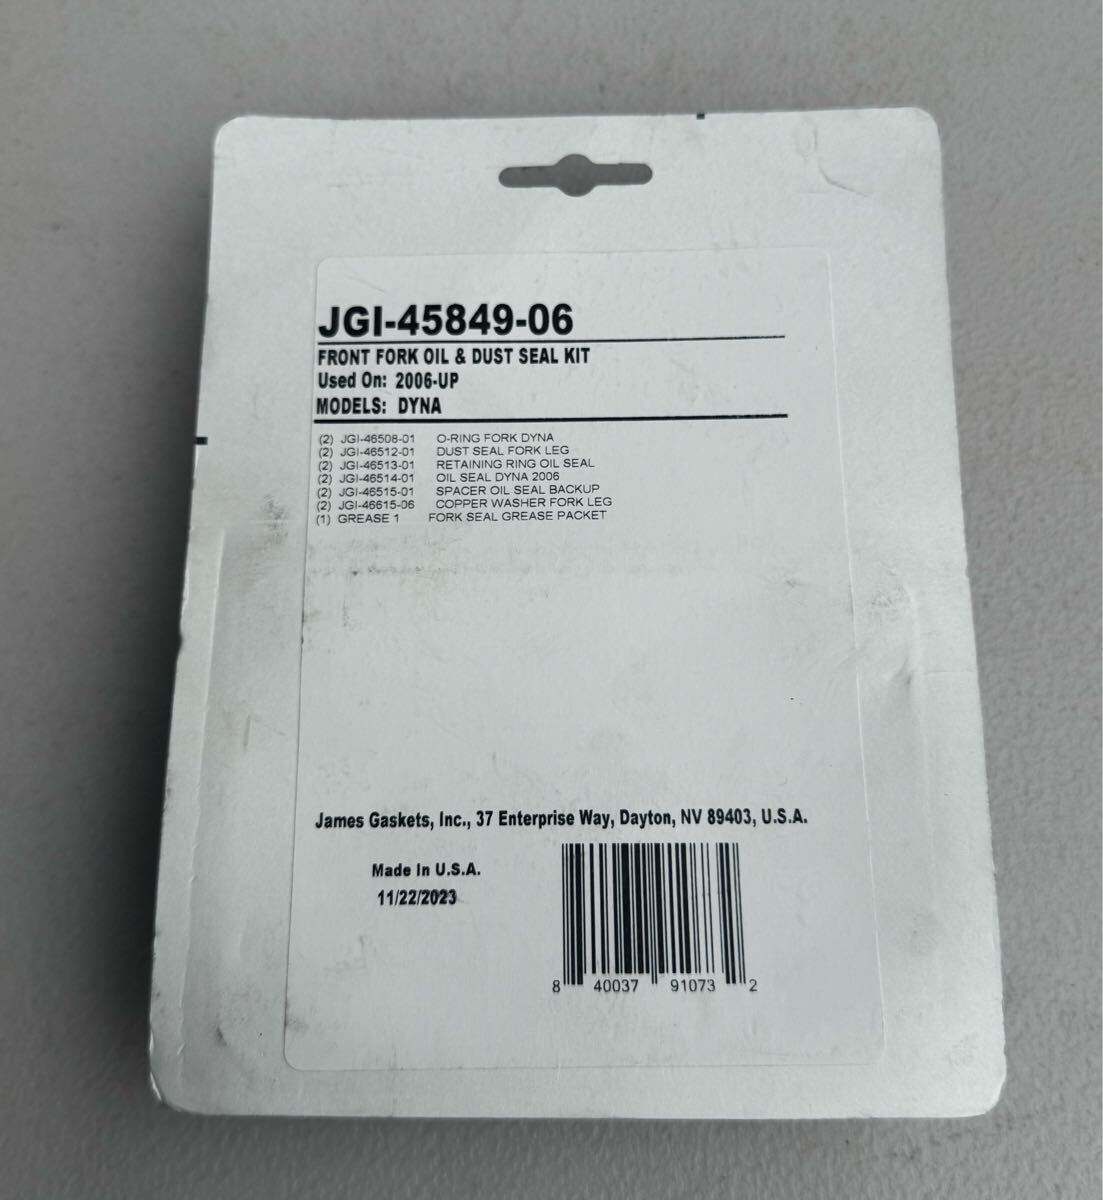 JGI-45849-06
FRONT FORK OIL & DUST SEAL KIT
Used On: 2006-UP
MODELS: DYNA
(2) JGI-46508-01 O-RING FORK DYNA
(2) JGI-46512-01 DUST SEAL FORK LEG
(2) JGI-46513-01 RETAINING RING OIL SEAL
(2) JGI-46514-01 OIL SEAL DYNA 2006
(2) JGI-46515-01 SPACER OIL SEAL BACKUP
(2) JGI-46615-06 COPPER WASHER FORK LEG
(1) GREASE 1 FORK SEAL GREASE PACKET
James Gaskets, Inc., 37 Enterprise Way, Dayton, NV 89403, U.S.A.
Made In U.S.A.
11/22/2023
8 40037 91073 2